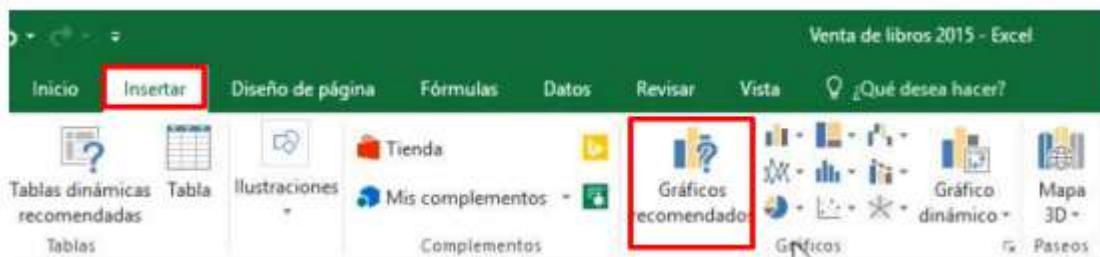 Venta de libros 2015 - Excel
Inicio Insertar Diseño de página Fórmulas Datos Revisar Vista ¿Qué desea hacer?
Tablas dinámicas recomendadas
Tabla
Ilustraciones
Tienda
Mis complementos
Gráficos recomendados
Gráfico dinámico
Mapa 3D
Tablas Complementos Gráficos Paseos